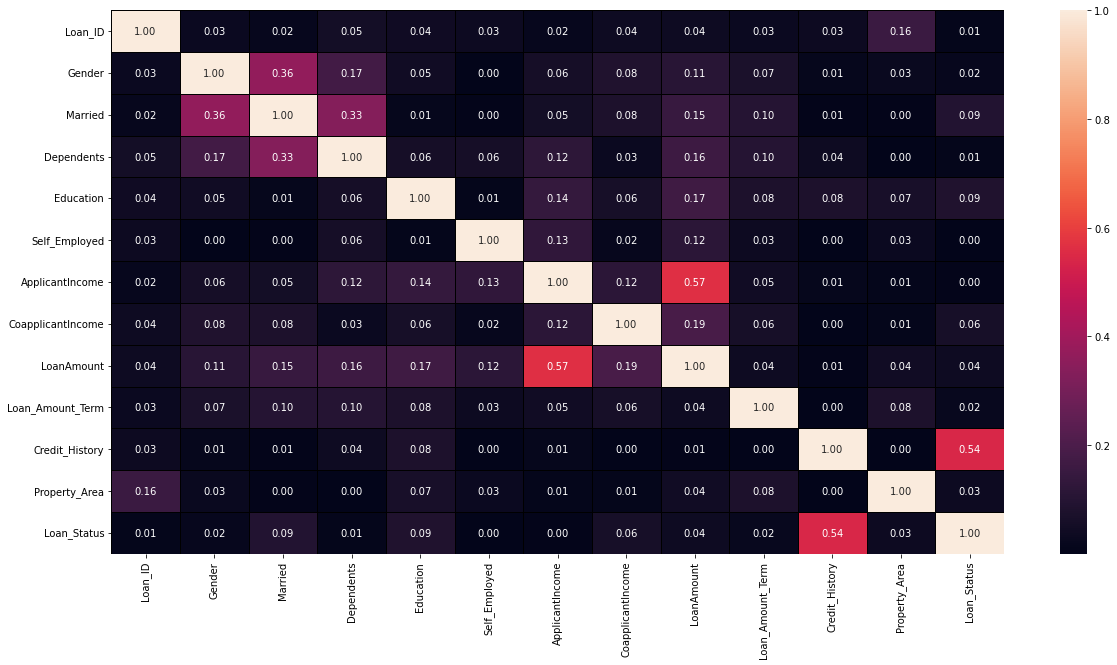 Loan_ID 1.00 0.03 0.02 0.05 0.04 0.03 0.02 0.04 0.04 0.03 0.03 0.16 0.01
Gender 0.03 1.00 0.36 0.17 0.05 0.00 0.06 0.08 0.11 0.07 0.01 0.03 0.02
Married 0.02 0.36 1.00 0.33 0.01 0.00 0.05 0.08 0.15 0.10 0.01 0.00 0.09
Dependents 0.05 0.17 0.33 1.00 0.06 0.06 0.12 0.03 0.16 0.10 0.04 0.00 0.01
Education 0.04 0.05 0.01 0.06 1.00 0.01 0.14 0.06 0.17 0.08 0.08 0.07 0.09
Self_Employed 0.03 0.00 0.00 0.06 0.01 1.00 0.13 0.02 0.12 0.03 0.00 0.03 0.00
ApplicantIncome 0.02 0.06 0.05 0.12 0.14 0.13 1.00 0.12 0.57 0.05 0.01 0.01 0.00
CoapplicantIncome 0.04 0.08 0.08 0.03 0.06 0.02 0.12 1.00 0.19 0.06 0.00 0.01 0.06
LoanAmount 0.04 0.11 0.15 0.16 0.17 0.12 0.57 0.19 1.00 0.04 0.01 0.04 0.04
Loan_Amount_Term 0.03 0.07 0.10 0.10 0.08 0.03 0.05 0.06 0.04 1.00 0.00 0.08 0.02
Credit_History 0.03 0.01 0.01 0.04 0.08 0.00 0.01 0.00 0.01 0.00 1.00 0.00 0.54
Property_Area 0.16 0.03 0.00 0.00 0.07 0.03 0.01 0.01 0.04 0.08 0.00 1.00 0.03
Loan_Status 0.01 0.02 0.09 0.01 0.09 0.00 0.00 0.06 0.04 0.02 0.54 0.03 1.00
Loan_ID
Gender
Married
Dependents
Education
Self_Employed
ApplicantIncome
CoapplicantIncome
LoanAmount
Loan_Amount_Term
Credit_History
Property_Area
Loan_Status
1.0
0.8
0.6
0.4
0.2